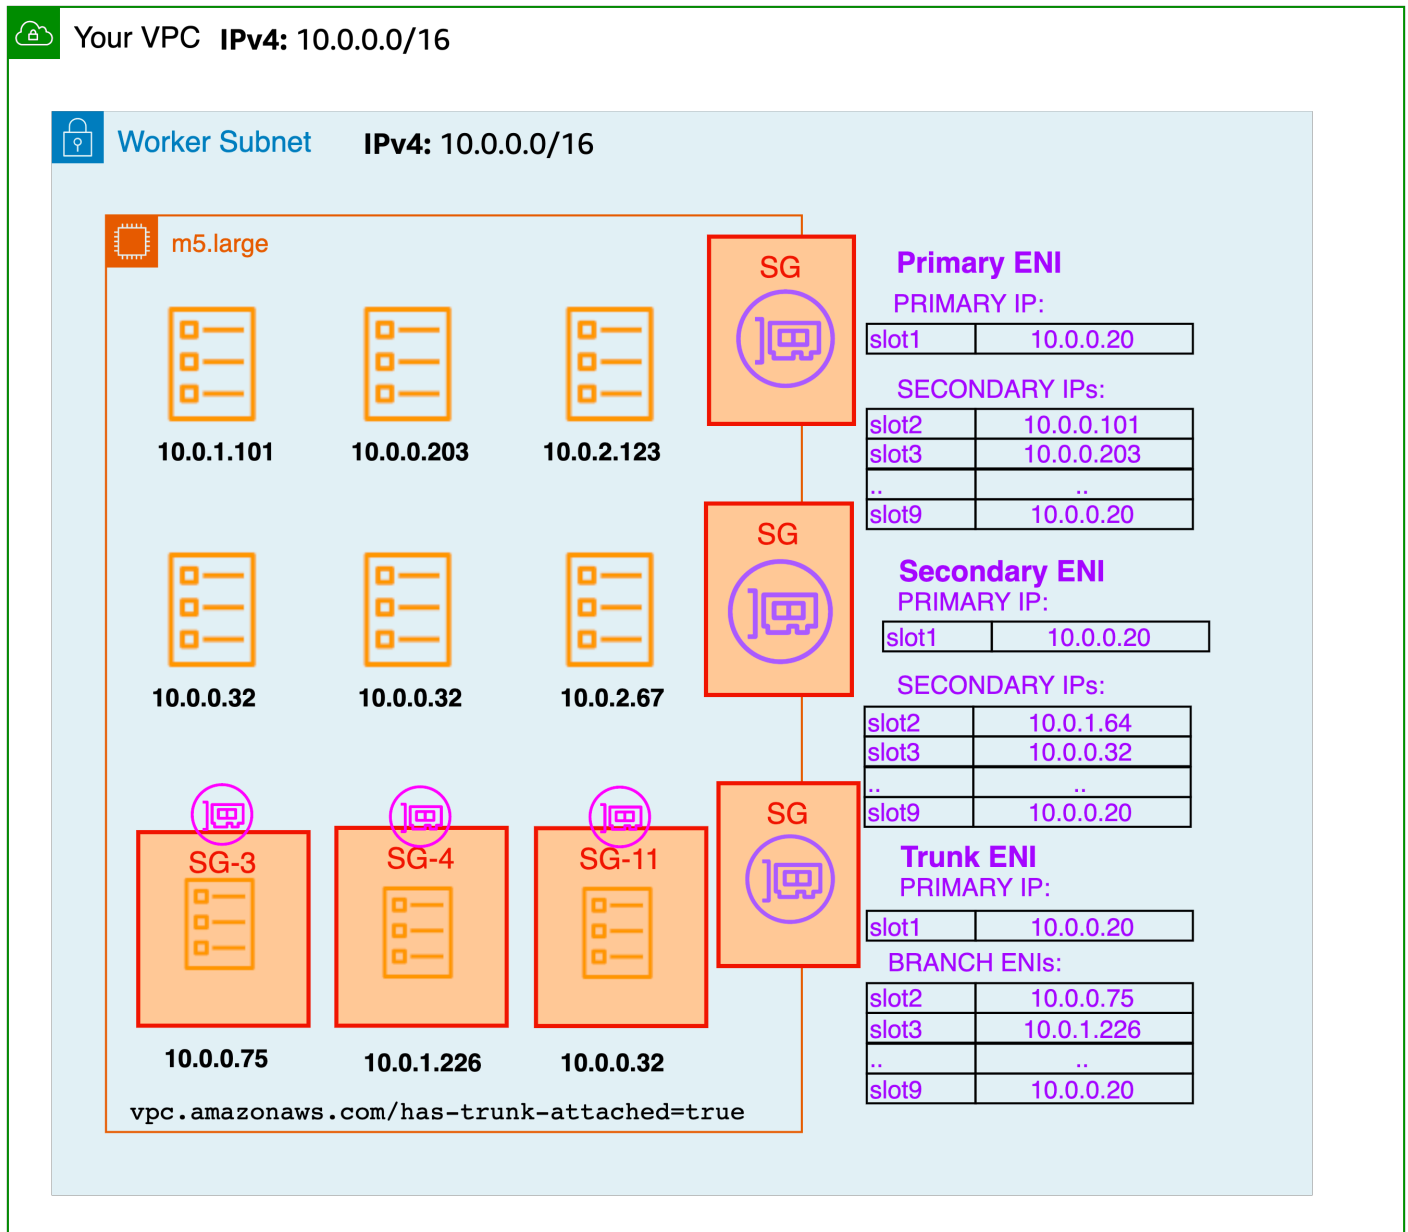 Your VPC IPv4: 10.0.0.0/16
Worker Subnet IPv4: 10.0.0.0/16
m5.large
10.0.1.101 10.0.0.203 10.0.2.123
10.0.0.32 10.0.0.32 10.0.2.67
SG-3 SG-4 SG-11
10.0.0.75 10.0.1.226 10.0.0.32
vpc.amazonaws.com/has-trunk-attached=true
SG
Primary ENI
PRIMARY IP:
slot1 10.0.0.20
SECONDARY IPs:
slot2 10.0.0.101
slot3 10.0.0.203
.. ..
slot9 10.0.0.20
SG
Secondary ENI
PRIMARY IP:
slot1 10.0.0.20
SECONDARY IPs:
slot2 10.0.1.64
slot3 10.0.0.32
.. ..
slot9 10.0.0.20
SG
Trunk ENI
PRIMARY IP:
slot1 10.0.0.20
BRANCH ENIs:
slot2 10.0.0.75
slot3 10.0.1.226
.. ..
slot9 10.0.0.20